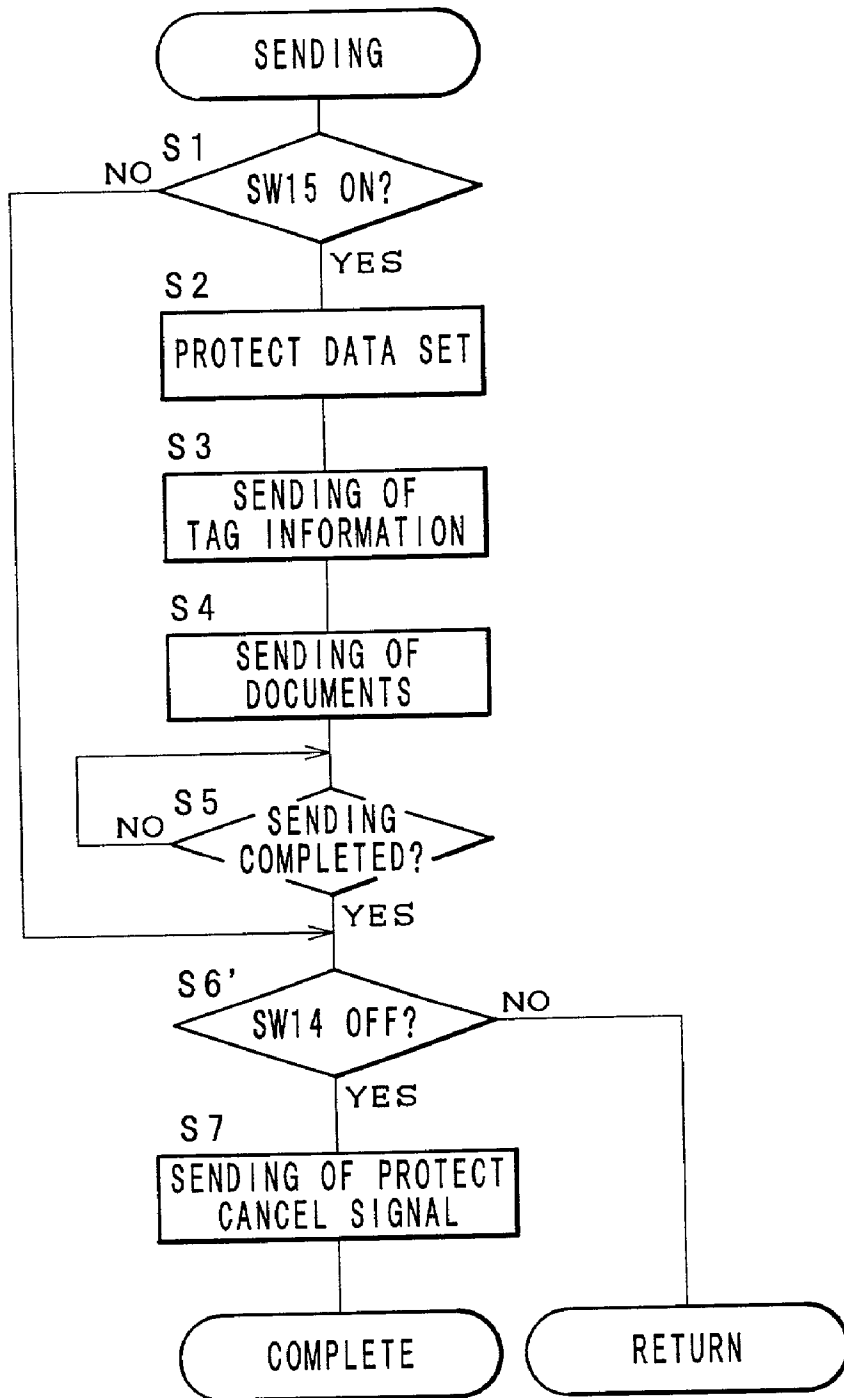 SENDING
S1
NO
SW15 ON?
YES
S2
PROTECT DATA SET
S3
SENDING OF
TAG INFORMATION
S4
SENDING OF
DOCUMENTS
S5
NO
SENDING
COMPLETED?
YES
S6'
NO
SW14 OFF?
YES
S7
SENDING OF PROTECT
CANCEL SIGNAL
COMPLETE
RETURN